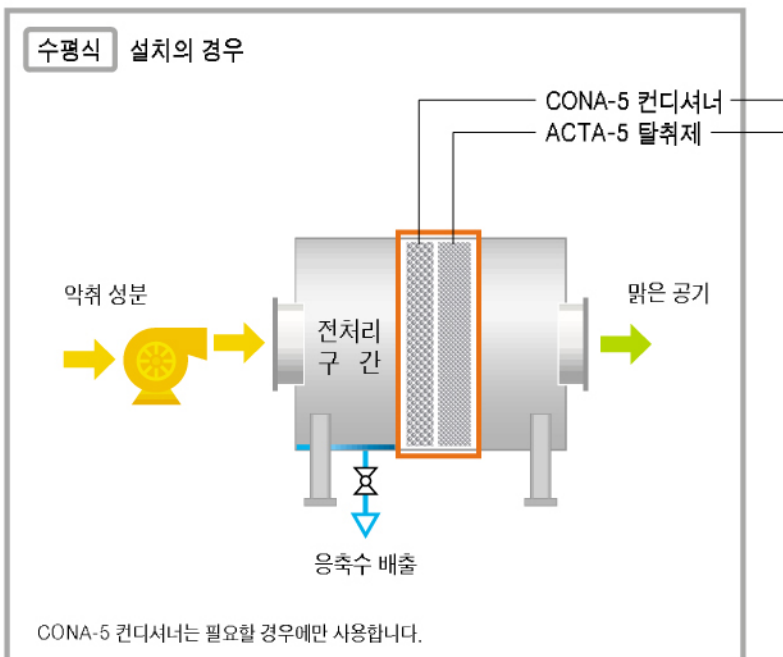 수평식 설치의 경우
CONA-5 컨디셔너
ACTA-5 탈취제
악취 성분
맑은 공기
전처리
구 간
응축수 배출
CONA-5 컨디셔너는 필요할 경우에만 사용합니다.